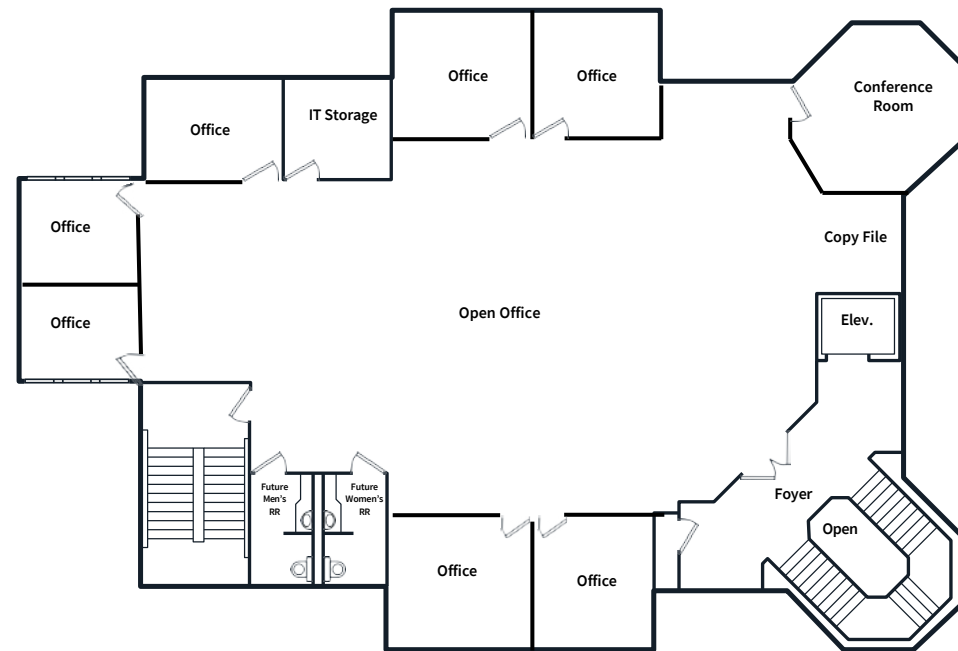 Office
Office
Conference
Room
IT Storage
Office
Office
Copy File
Office
Open Office
Elev.
Future
Men's
RR
Future
Women's
RR
Foyer
Open
Office
Office